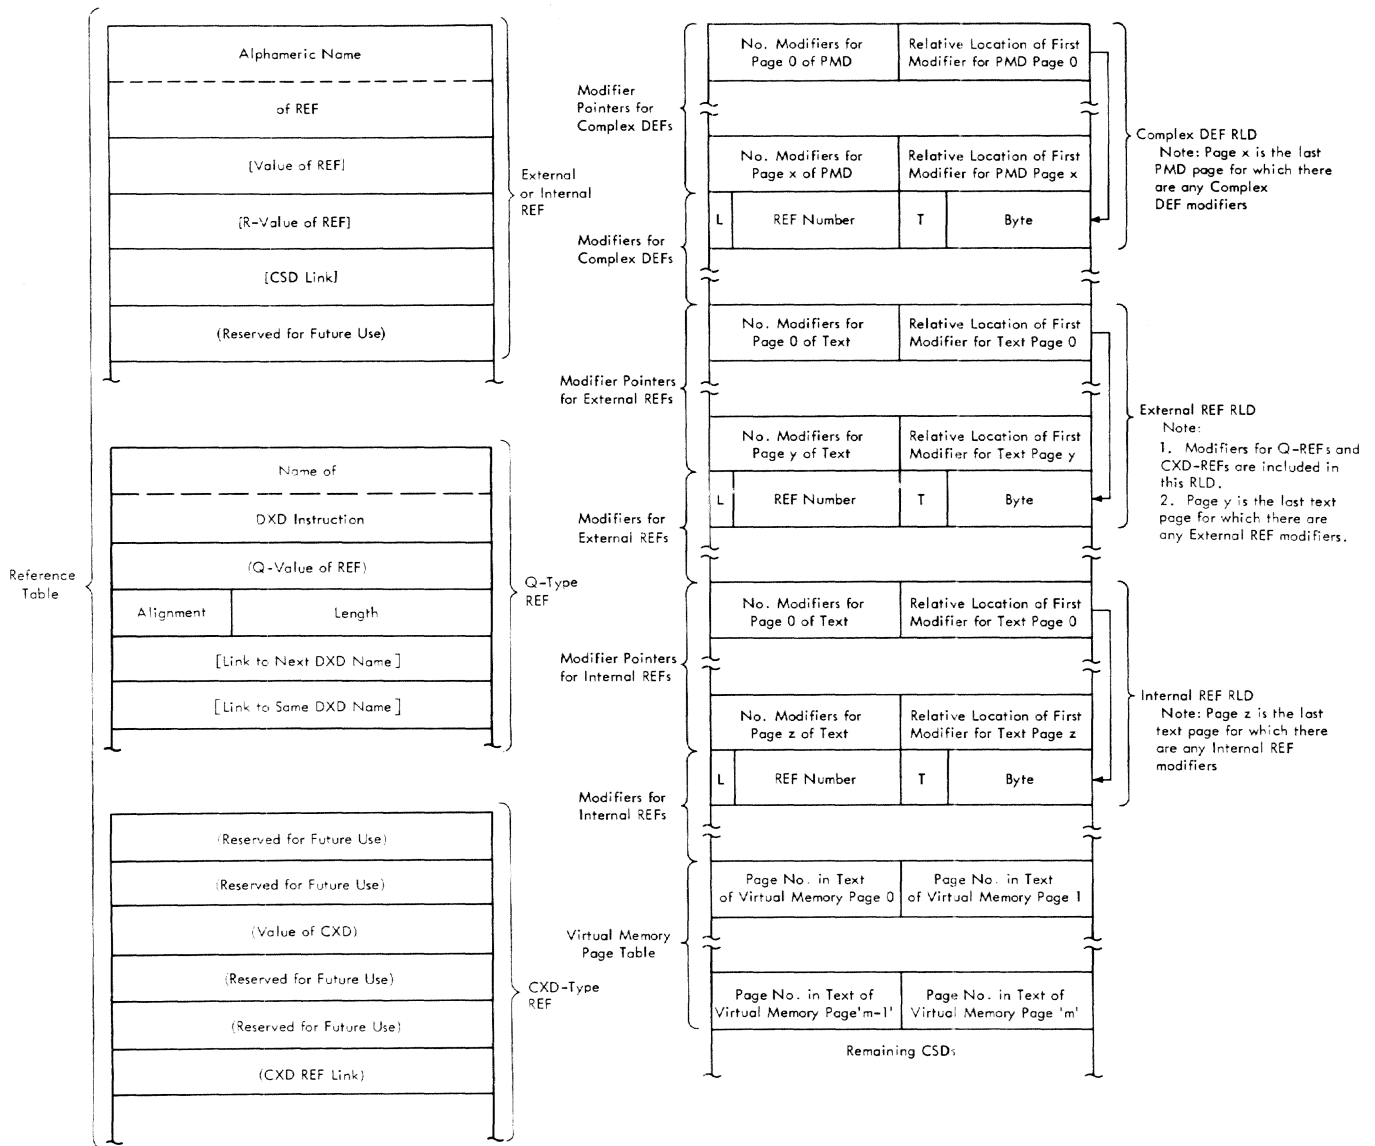 Reference
Table
Alphameric Name
of REF
[Value of REF]
[R-Value of REF]
[CSD Link]
(Reserved for Future Use)
External
or Internal
REF
Name of
DXD Instruction
(Q-Value of REF)
Alignment
Length
[Link to Next DXD Name]
[Link to Same DXD Name]
Q-Type
REF
(Reserved for Future Use)
(Reserved for Future Use)
(Value of CXD)
(Reserved for Future Use)
(Reserved for Future Use)
(CXD REF Link)
CXD-Type
REF
Modifier
Pointers for
Complex DEFs
No. Modifiers for
Page 0 of PMD
Relative Location of First
Modifier for PMD Page 0
No. Modifiers for
Page x of PMD
Relative Location of First
Modifier for PMD Page x
Modifiers for
Complex DEFs
L
REF Number
T
Byte
Complex DEF RLD
Note: Page x is the last
PMD page for which there
are any Complex
DEF modifiers
Modifier Pointers
for External REFs
No. Modifiers for
Page 0 of Text
Relative Location of First
Modifier for Text Page 0
No. Modifiers for
Page y of Text
Relative Location of First
Modifier for Text Page y
Modifiers for
External REFs
L
REF Number
T
Byte
External REF RLD
Note:
1. Modifiers for Q-REFs and
CXD-REFs are included in
this RLD.
2. Page y is the last text
page for which there are
any External REF modifiers.
Modifier Pointers
for Internal REFs
No. Modifiers for
Page 0 of Text
Relative Location of First
Modifier for Text Page 0
No. Modifiers for
Page z of Text
Relative Location of First
Modifier for Text Page z
Modifiers for
Internal REFs
L
REF Number
T
Byte
Internal REF RLD
Note: Page z is the last
text page for which there
are any Internal REF
modifiers
Virtual Memory
Page Table
Page No. in Text
of Virtual Memory Page 0
Page No. in Text
of Virtual Memory Page 1
Page No. in Text of
Virtual Memory Page'm-1'
Page No. in Text of
Virtual Memory Page 'm'
Remaining CSDs